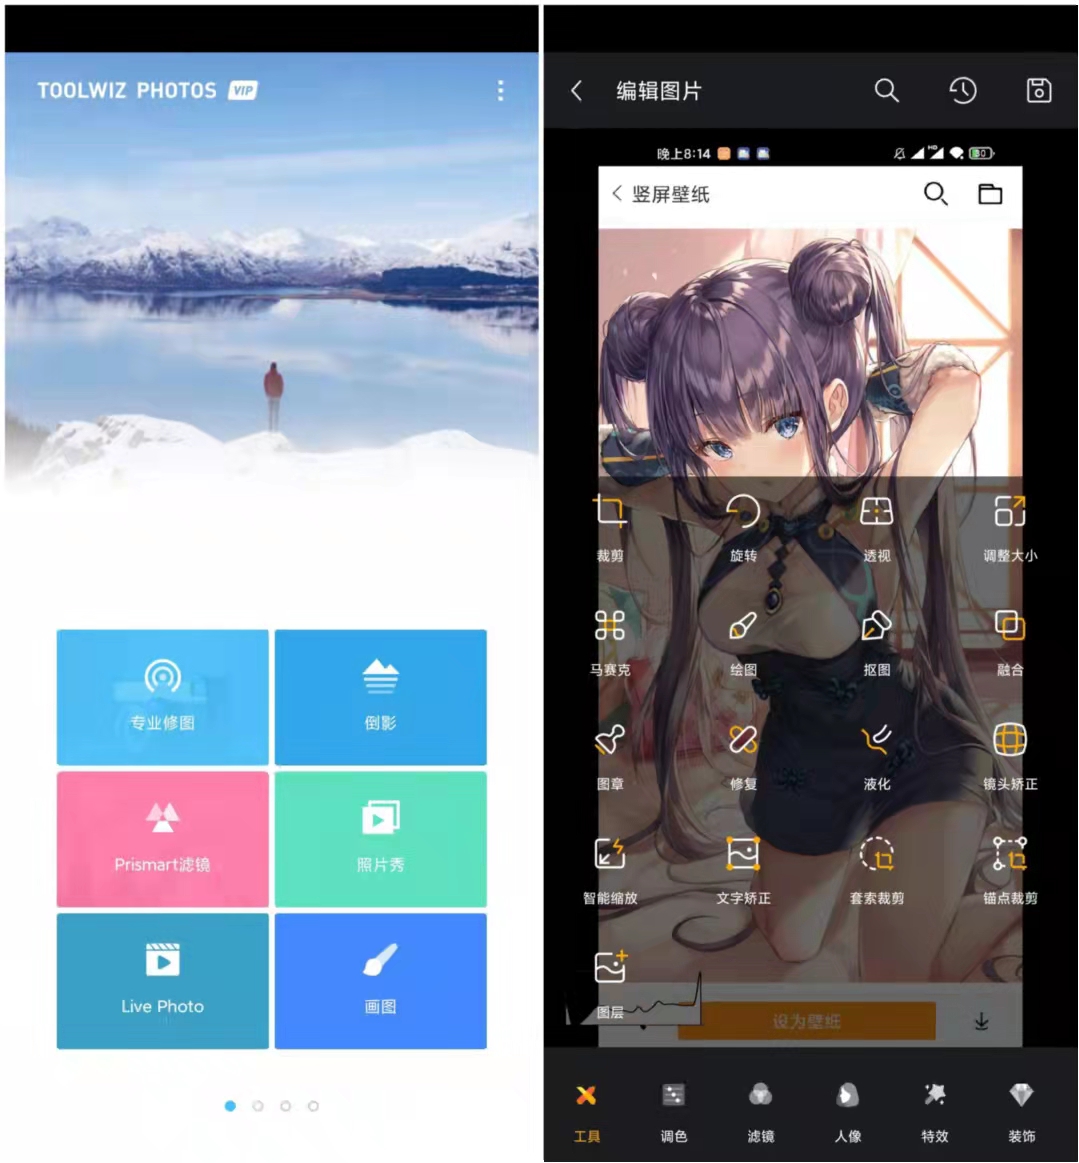 TOOLWIZ PHOTOS VIP
专业修图
倒影
Prismart滤镜
照片秀
Live Photo
画图
编辑图片
晚上8:14
HD
80
竖屏壁纸
裁剪
旋转
透视
调整大小
马赛克
绘图
抠图
融合
图章
修复
液化
镜头矫正
智能缩放
文字矫正
套索裁剪
锚点裁剪
图层
设为壁纸
工具
调色
滤镜
人像
特效
装饰